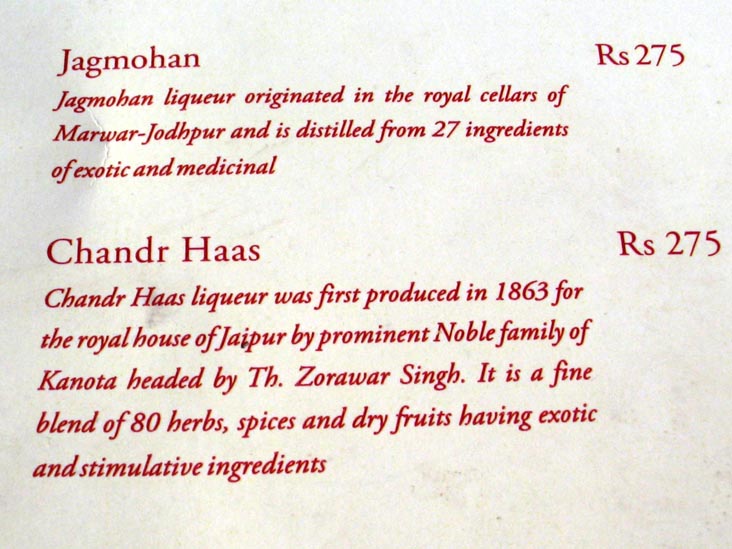 Jagmohan Rs 275
Jagmohan liqueur originated in the royal cellars of
Marwar-Jodhpur and is distilled from 27 ingredients
of exotic and medicinal
Chandr Haas Rs 275
Chandr Haas liqueur was first produced in 1863 for
the royal house of Jaipur by prominent Noble family of
Kanota headed by Th. Zorawar Singh. It is a fine
blend of 80 herbs, spices and dry fruits having exotic
and stimulative ingredients